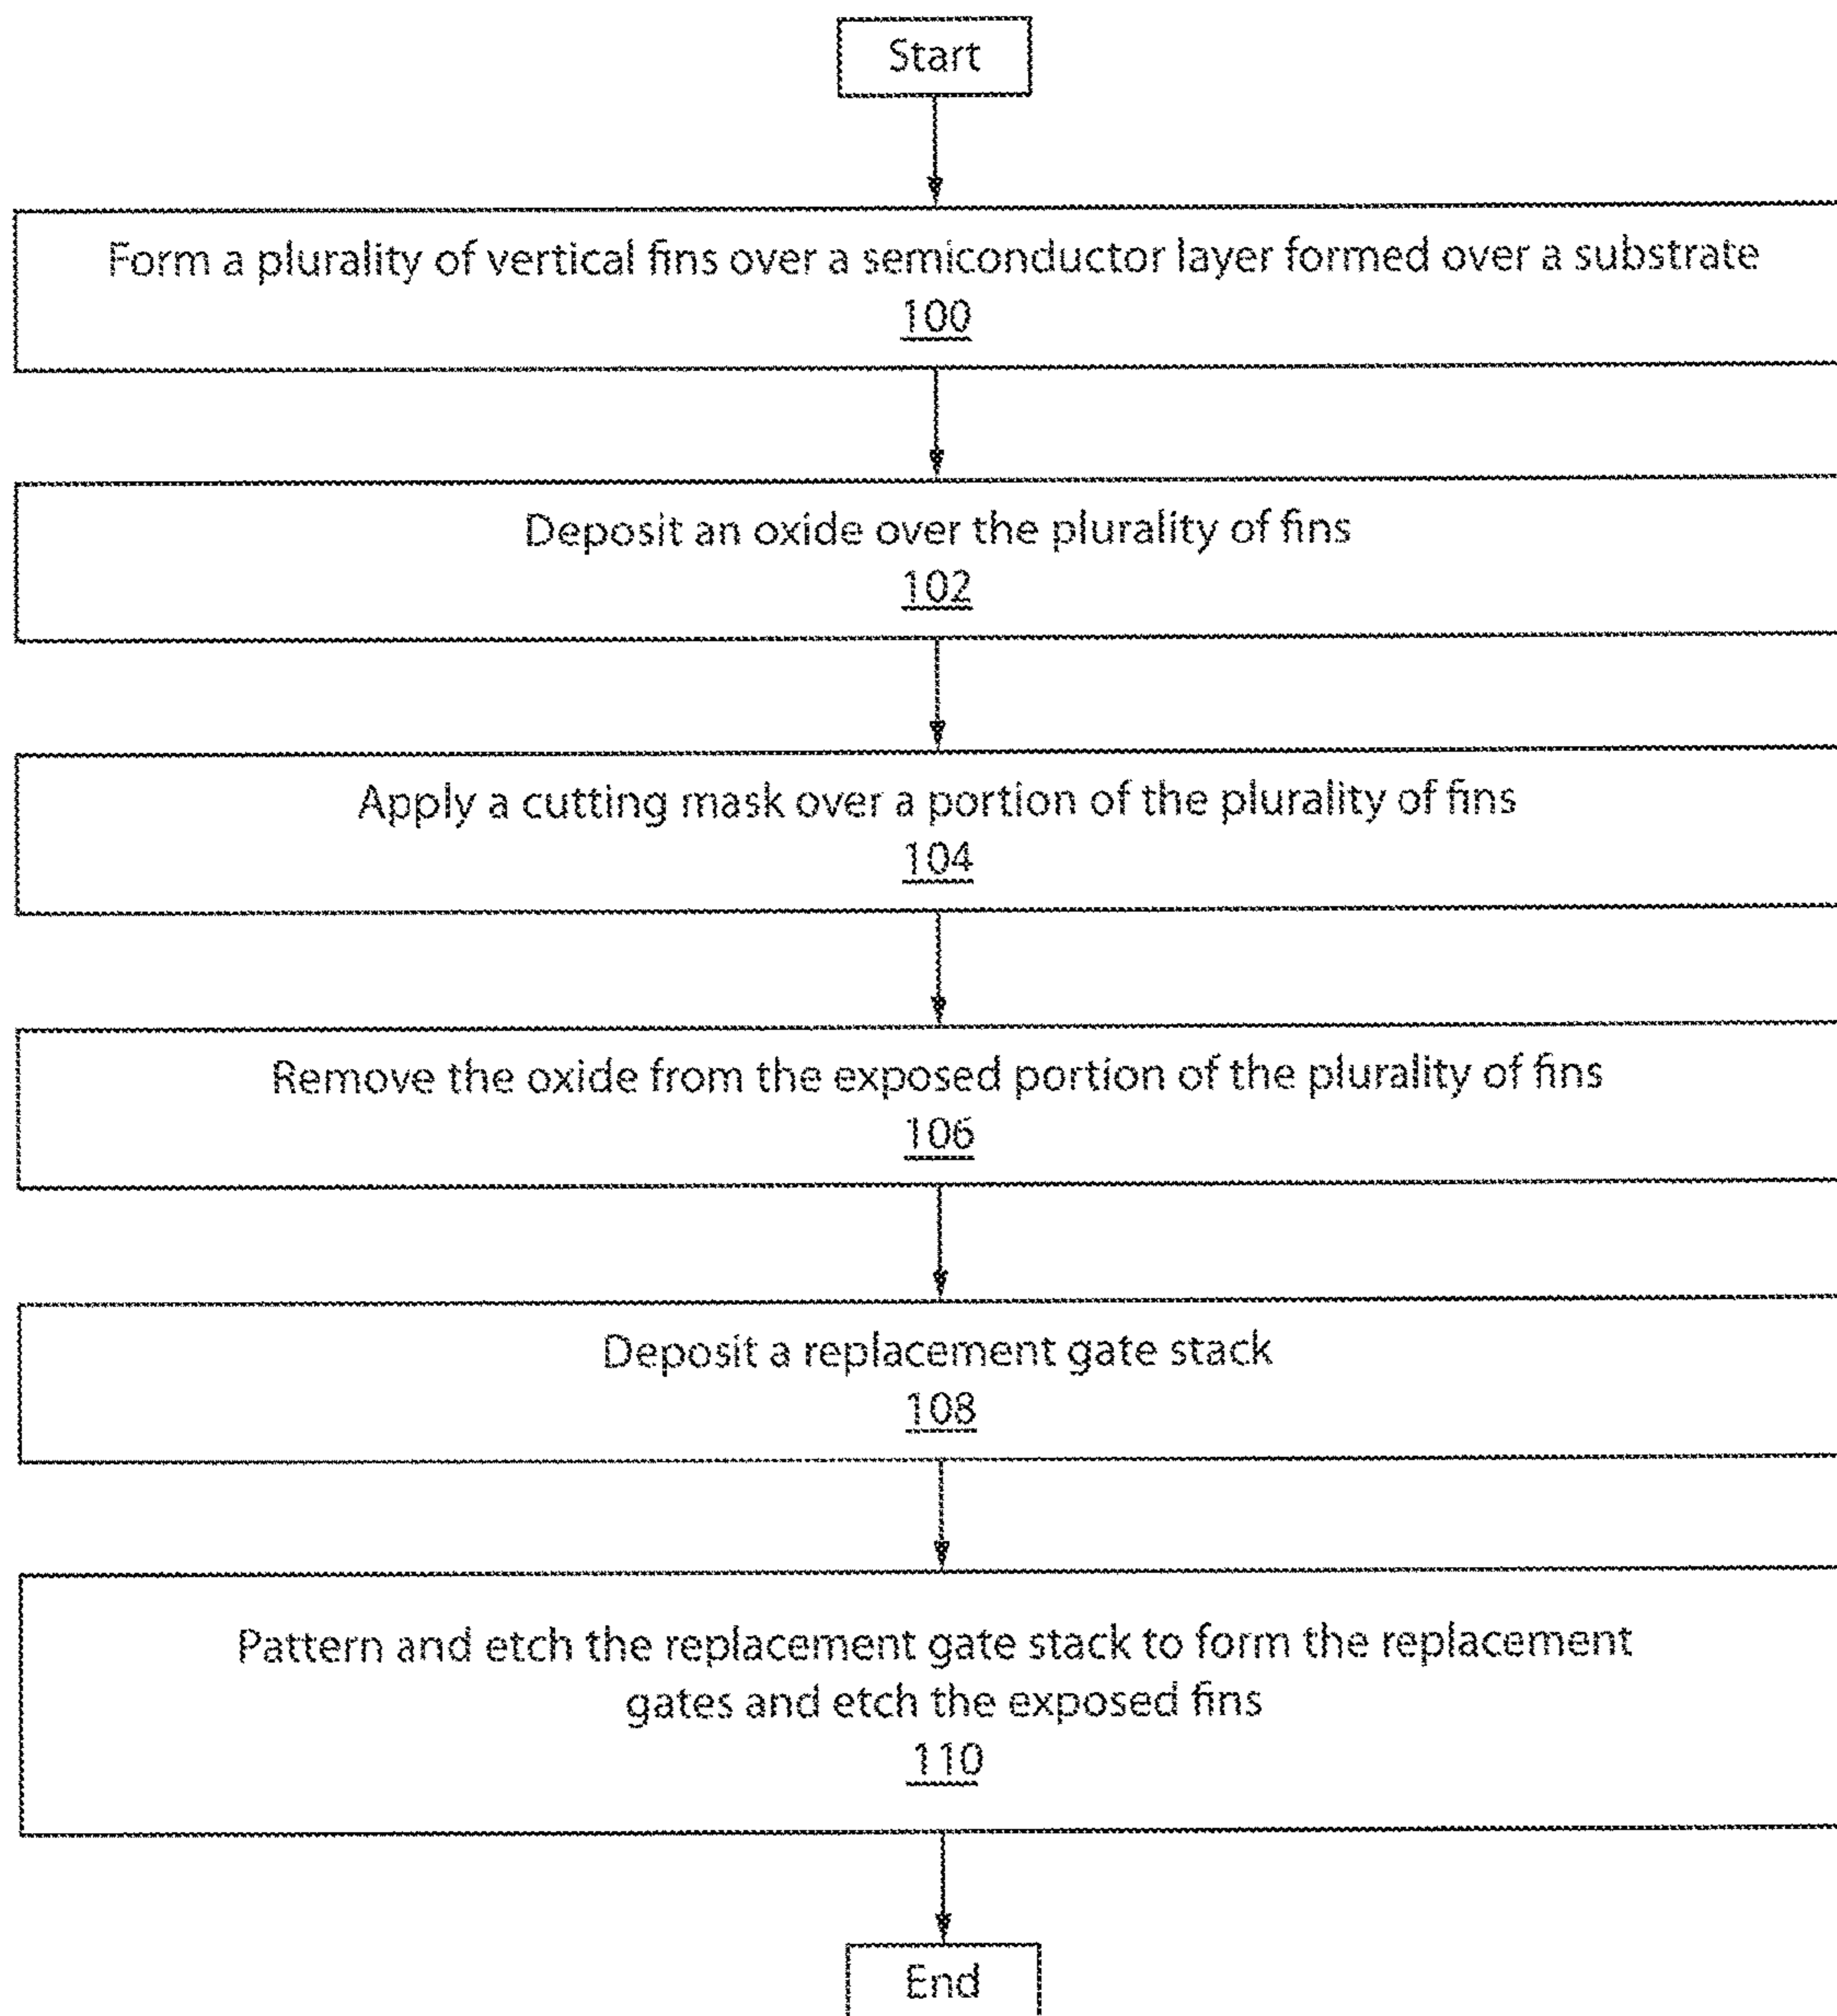 Start
Form a plurality of vertical fins over a semiconductor layer formed over a substrate
100
Deposit an oxide over the plurality of fins
102
Apply a cutting mask over a portion of the plurality of fins
104
Remove the oxide from the exposed portion of the plurality of fins
106
Deposit a replacement gate stack
108
Pattern and etch the replacement gate stack to form the replacement
gates and etch the exposed fins
110
End